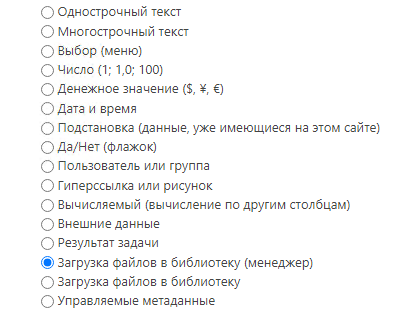 Однострочный текст
Многострочный текст
Выбор (меню)
Число (1; 1,0; 100)
Денежное значение ($, ¥, €)
Дата и время
Подстановка (данные, уже имеющиеся на этом сайте)
Да/Нет (флажок)
Пользователь или группа
Гиперссылка или рисунок
Вычисляемый (вычисление по другим столбцам)
Внешние данные
Результат задачи
Загрузка файлов в библиотеку (менеджер)
Загрузка файлов в библиотеку
Управляемые метаданные